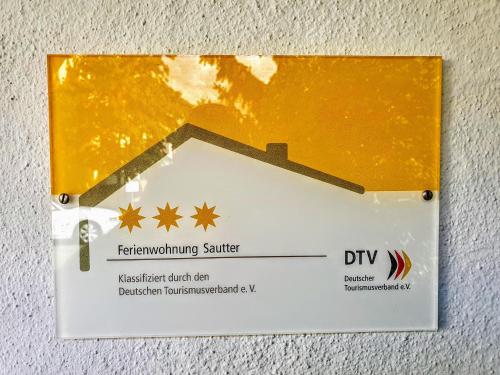 Ferienwohnung Sautter
Klassifiziert durch den
Deutschen Tourismusverband e. V.
DTV
Deutscher
Tourismusverband e.V.